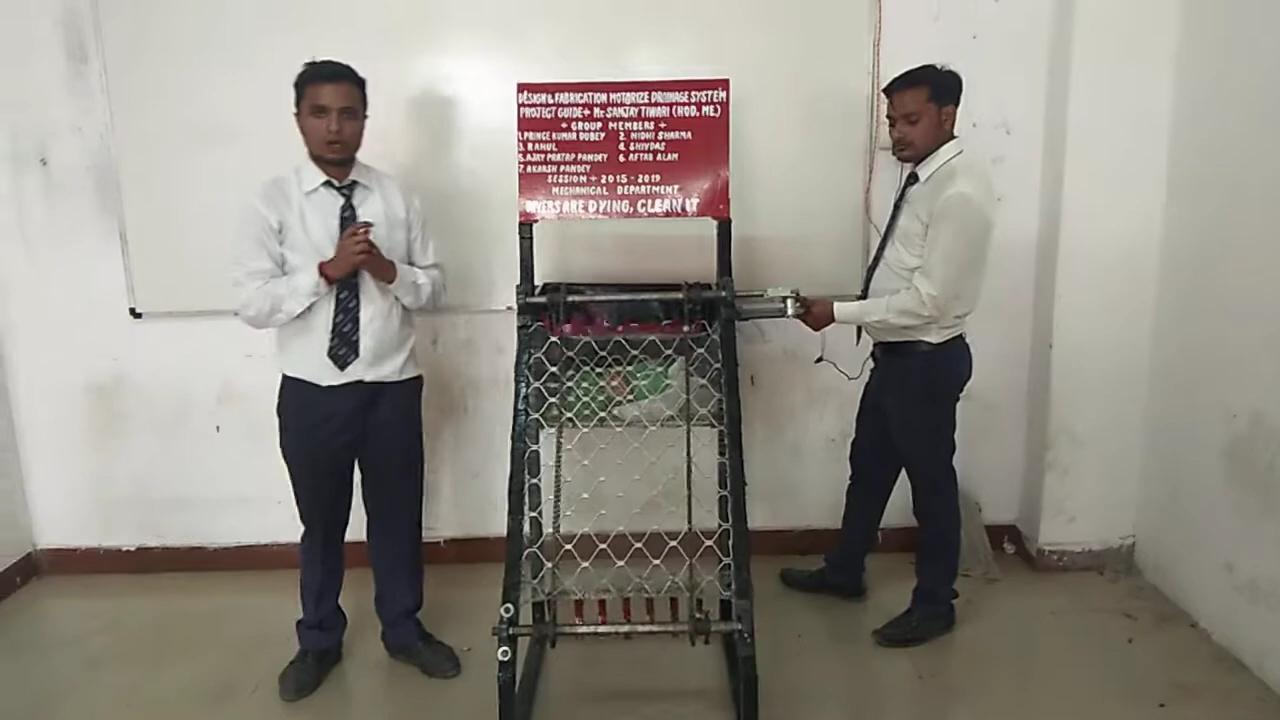 DESIGN & FABRICATION MOTORIZE DRAINAGE SYSTEM
PROJECT GUIDE÷ Mr SANJAY TIWARI (HOD, ME.)
÷ GROUP MEMBERS ÷
1. PRINCE KUMAR DUBEY 2. NIDHI SHARMA
3. RAHUL 4. SHIVDAS
5. AJAY PRATAP PANDEY 6. AFTAB ALAM
7. AKARSH PANDEY
SESSION ÷ 2015 - 2019
MECHANICAL DEPARTMENT
RIVERS ARE DYING, CLEAN IT